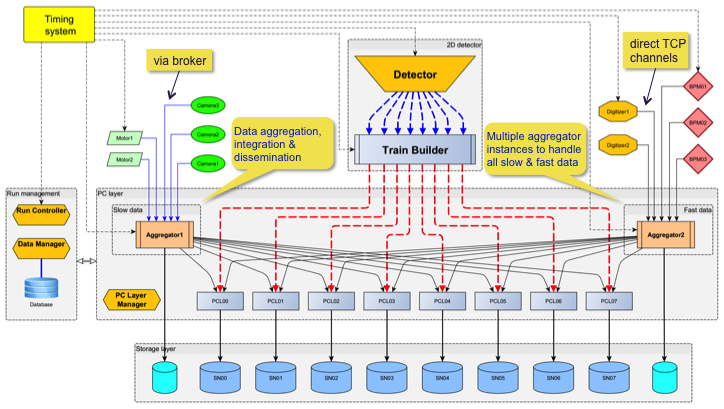 Timing
system
2D detector
Detector
Train Builder
via broker
direct TCP
channels
Camera3
Camera2
Camera1
Motor1
Motor2
Data aggregation,
integration &
dissemination
Multiple aggregator
instances to handle
all slow & fast data
Digitizer1
Digitizer2
BPM01
BPM02
BPM03
Run management
Run Controller
Data Manager
Database
PC layer
Slow data
Aggregator1
Fast data
Aggregator2
PC Layer
Manager
PCL00
PCL01
PCL02
PCL03
PCL04
PCL05
PCL06
PCL07
Storage layer
SN00
SN01
SN02
SN03
SN04
SN05
SN06
SN07